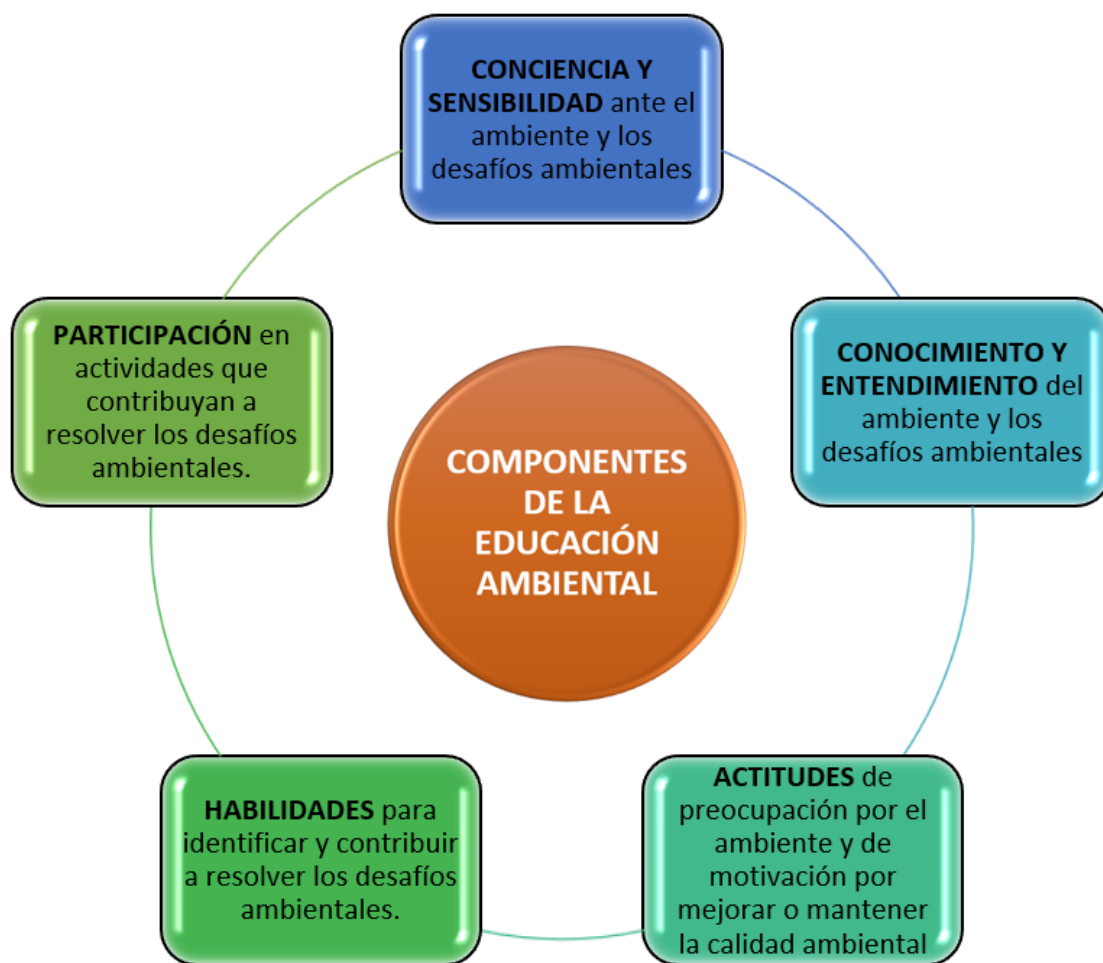 CONCIENCIA Y
SENSIBILIDAD ante el
ambiente y los
desafíos ambientales
CONOCIMIENTO Y
ENTENDIMIENTO del
ambiente y los
desafíos ambientales
ACTITUDES de
preocupación por el
ambiente y de
motivación por
mejorar o mantener
la calidad ambiental
HABILIDADES para
identificar y contribuir
a resolver los desafíos
ambientales.
PARTICIPACIÓN en
actividades que
contribuyan a
resolver los desafíos
ambientales.
COMPONENTES
DE LA
EDUCACIÓN
AMBIENTAL